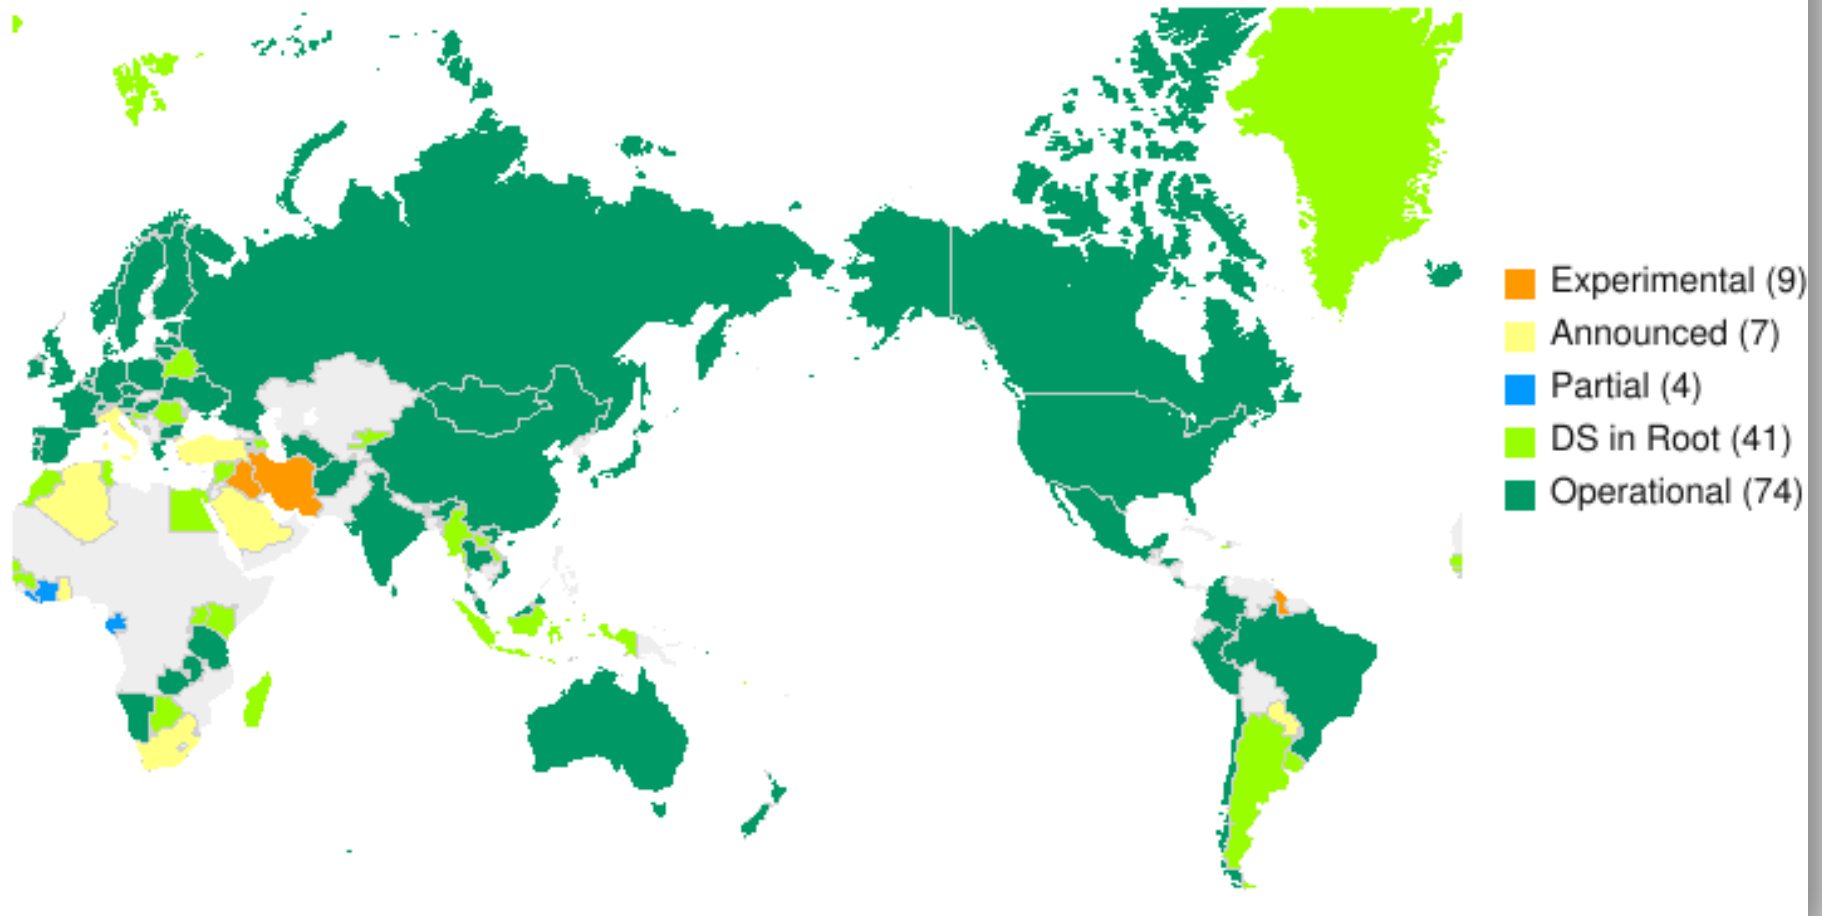 Experimental (9)
Announced (7)
Partial (4)
DS in Root (41)
Operational (74)